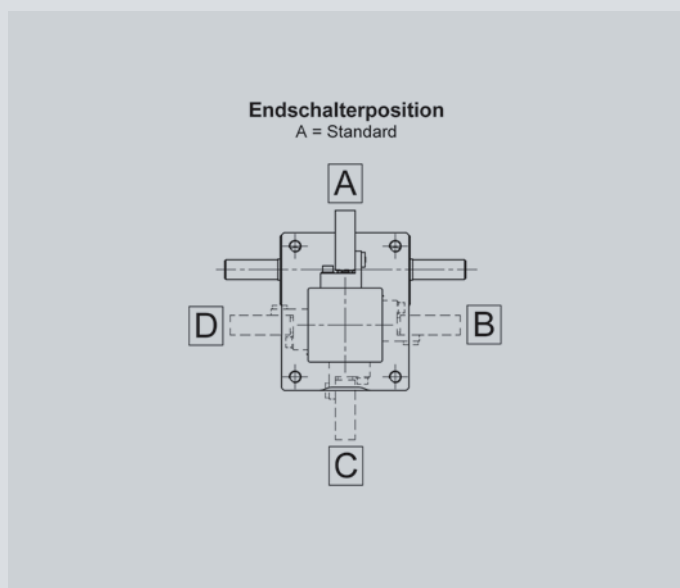 Endschalterposition
A = Standard
A
D
B
C